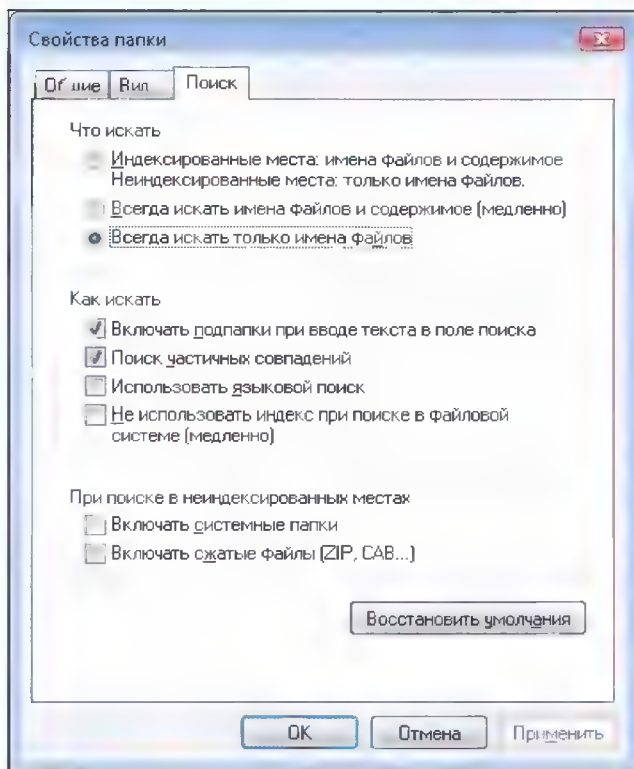 Свойства папки
Общие Вид Поиск
Что искать
Индексированные места: имена файлов и содержимое
Неиндексированные места: только имена файлов.
Всегда искать имена файлов и содержимое (медленно)
Всегда искать только имена файлов
Как искать
Включать подпапки при вводе текста в поле поиска
Поиск частичных совпадений
Использовать языковой поиск
Не использовать индекс при поиске в файловой
системе (медленно)
При поиске в неиндексированных местах
Включать системные папки
Включать сжатые файлы (ZIP, CAB...)
Восстановить умолчания
ОК Отмена Применить